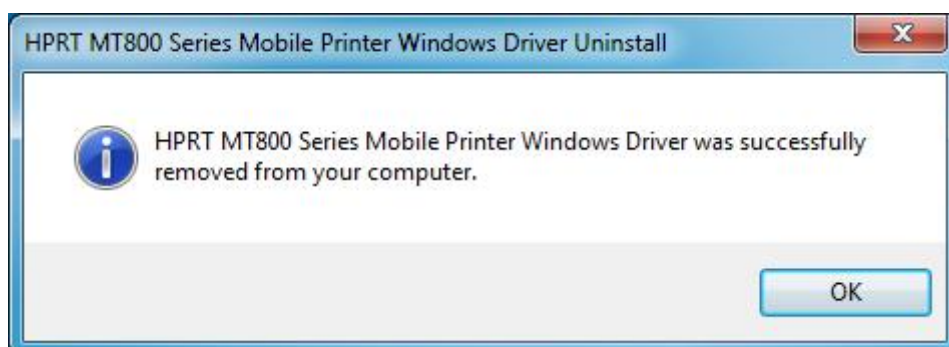 HPRT MT800 Series Mobile Printer Windows Driver Uninstall
HPRT MT800 Series Mobile Printer Windows Driver was successfully
removed from your computer.
OK